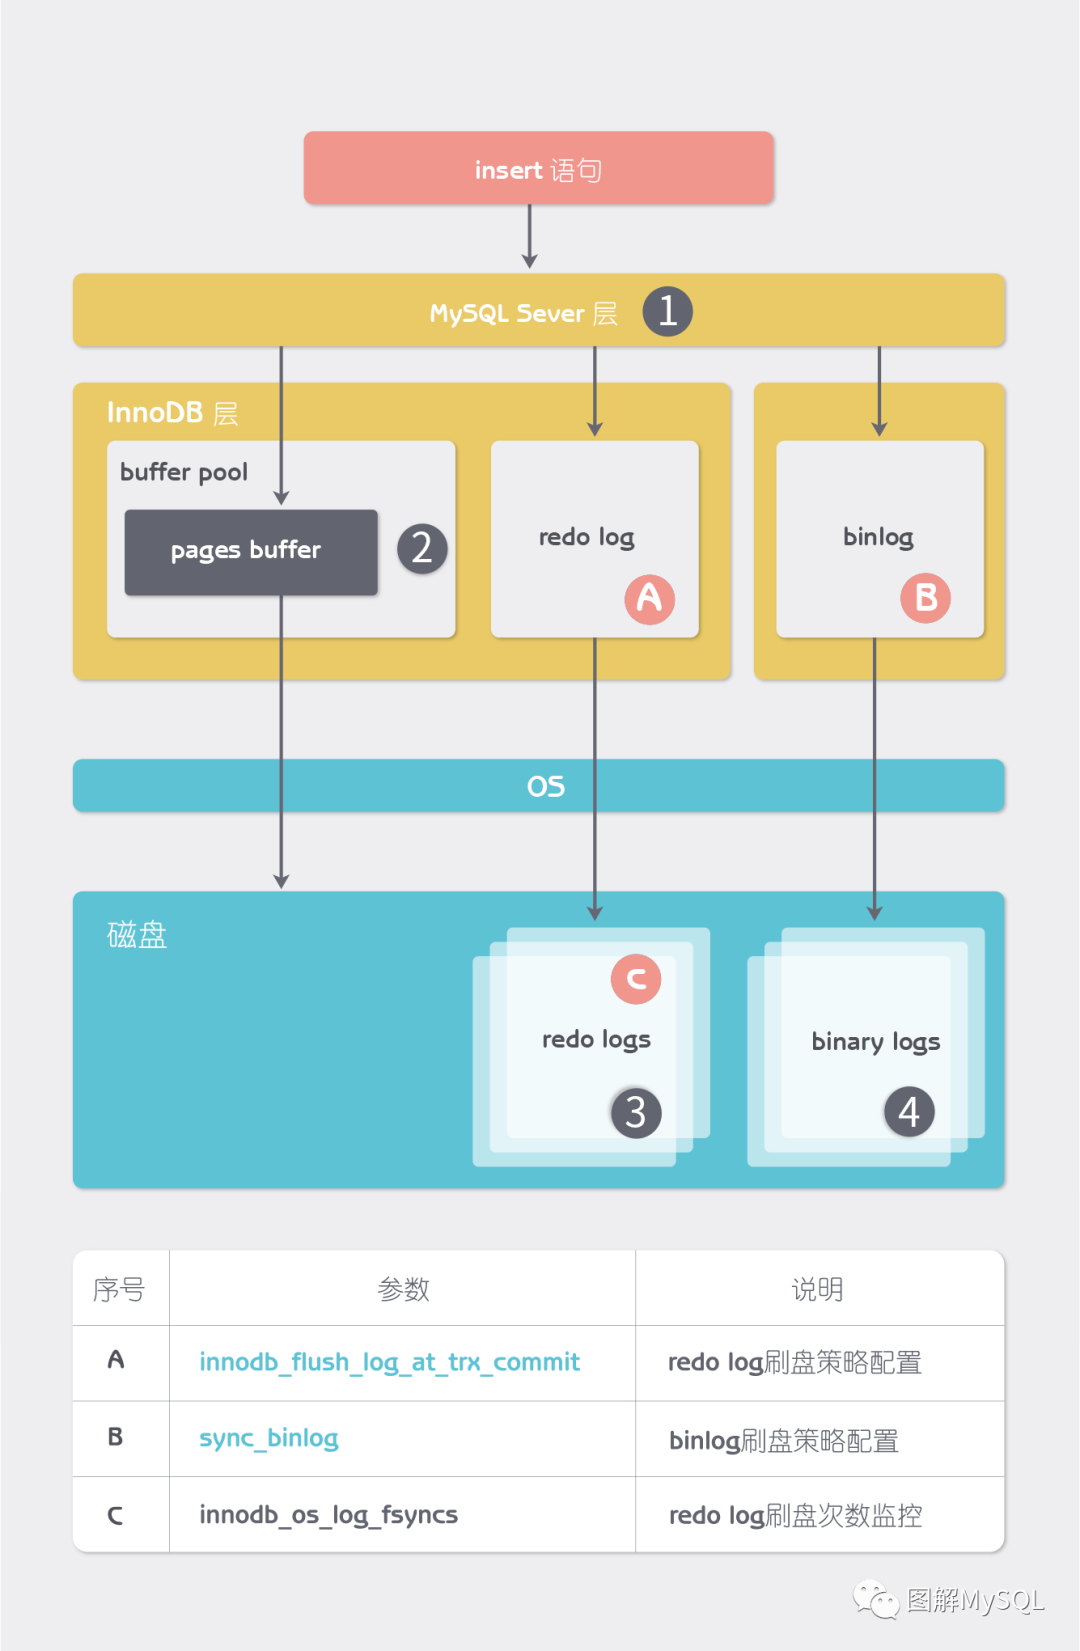 insert 语句
MySQL Sever 层 1
InnoDB 层
buffer pool
pages buffer
2
redo log
A
binlog
B
OS
磁盘
C
redo logs
3
binary logs
4
序号 参数 说明
A innodb_flush_log_at_trx_commit redo log刷盘策略配置
B sync_binlog binlog刷盘策略配置
C innodb_os_log_fsyncs redo log刷盘次数监控
图解MySQL